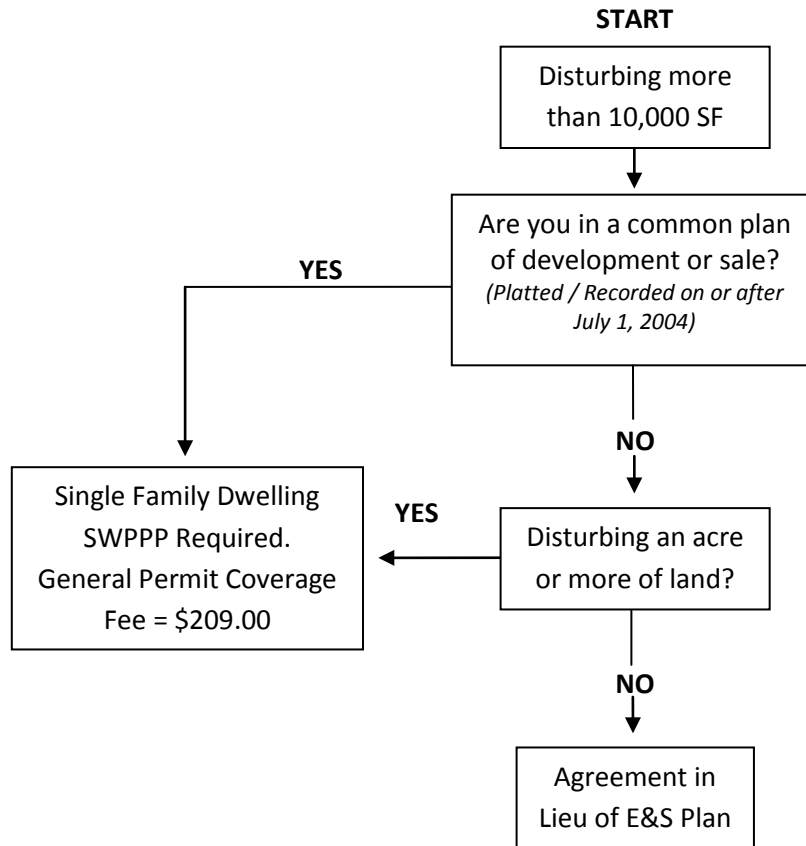 START
Disturbing more
than 10,000 SF
Are you in a common plan
of development or sale?
(Platted / Recorded on or after
July 1, 2004)
YES
NO
Single Family Dwelling
SWPPP Required.
General Permit Coverage
Fee = $209.00
YES
Disturbing an acre
or more of land?
NO
Agreement in
Lieu of E&S Plan